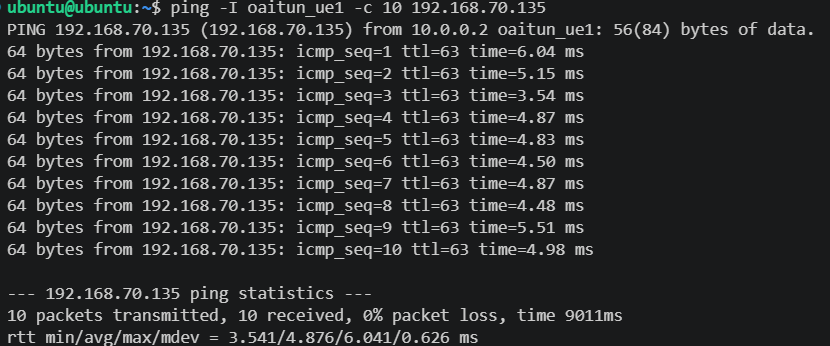 ubuntu@ubuntu:~$ ping -I oaitun_ue1 -c 10 192.168.70.135
PING 192.168.70.135 (192.168.70.135) from 10.0.0.2 oaitun_ue1: 56(84) bytes of data.
64 bytes from 192.168.70.135: icmp_seq=1 ttl=63 time=6.04 ms
64 bytes from 192.168.70.135: icmp_seq=2 ttl=63 time=5.15 ms
64 bytes from 192.168.70.135: icmp_seq=3 ttl=63 time=3.54 ms
64 bytes from 192.168.70.135: icmp_seq=4 ttl=63 time=4.87 ms
64 bytes from 192.168.70.135: icmp_seq=5 ttl=63 time=4.83 ms
64 bytes from 192.168.70.135: icmp_seq=6 ttl=63 time=4.50 ms
64 bytes from 192.168.70.135: icmp_seq=7 ttl=63 time=4.87 ms
64 bytes from 192.168.70.135: icmp_seq=8 ttl=63 time=4.48 ms
64 bytes from 192.168.70.135: icmp_seq=9 ttl=63 time=5.51 ms
64 bytes from 192.168.70.135: icmp_seq=10 ttl=63 time=4.98 ms

--- 192.168.70.135 ping statistics ---
10 packets transmitted, 10 received, 0% packet loss, time 9011ms
rtt min/avg/max/mdev = 3.541/4.876/6.041/0.626 ms